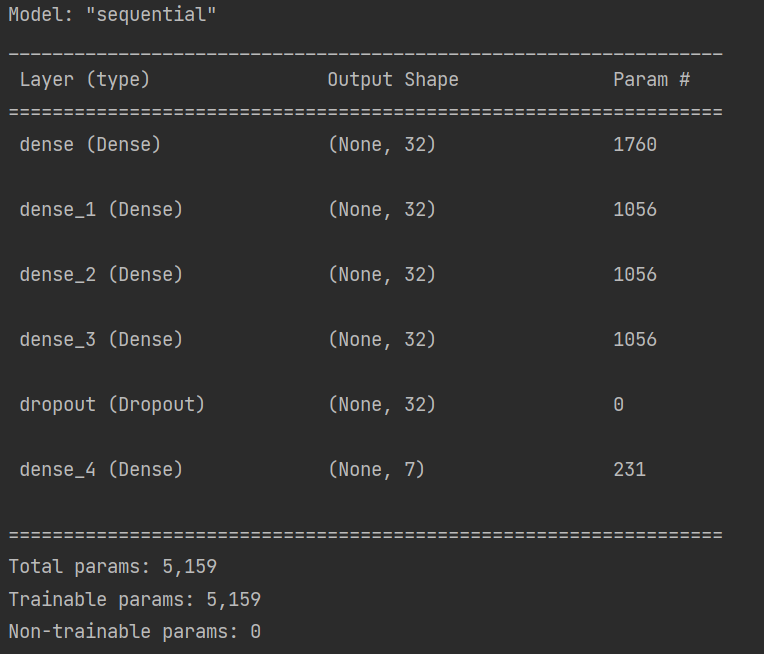 Model: "sequential"
_________________________________________________________________
Layer (type)                Output Shape              Param #
=================================================================
dense (Dense)               (None, 32)                1760
dense_1 (Dense)             (None, 32)                1056
dense_2 (Dense)             (None, 32)                1056
dense_3 (Dense)             (None, 32)                1056
dropout (Dropout)           (None, 32)                0
dense_4 (Dense)             (None, 7)                 231
=================================================================
Total params: 5,159
Trainable params: 5,159
Non-trainable params: 0